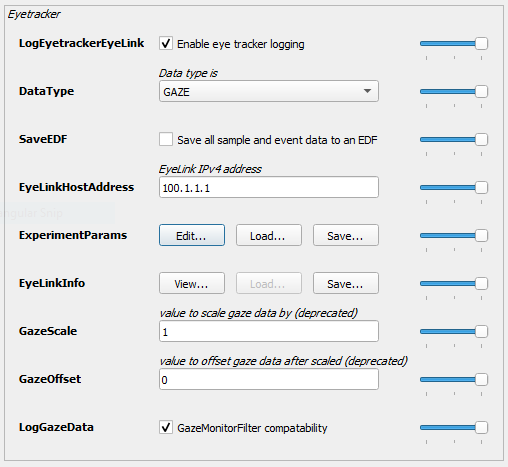 Eyetracker
LogEyetrackerEyeLink Enable eye tracker logging
Data type is
DataType GAZE
SaveEDF Save all sample and event data to an EDF
EyeLink IPv4 address
EyeLinkHostAddress 100.1.1.1
ExperimentParams Edit... Load... Save...
EyeLinkInfo View... Load... Save...
value to scale gaze data by (deprecated)
GazeScale 1
value to offset gaze data after scaled (deprecated)
GazeOffset 0
LogGazeData GazeMonitorFilter compatability